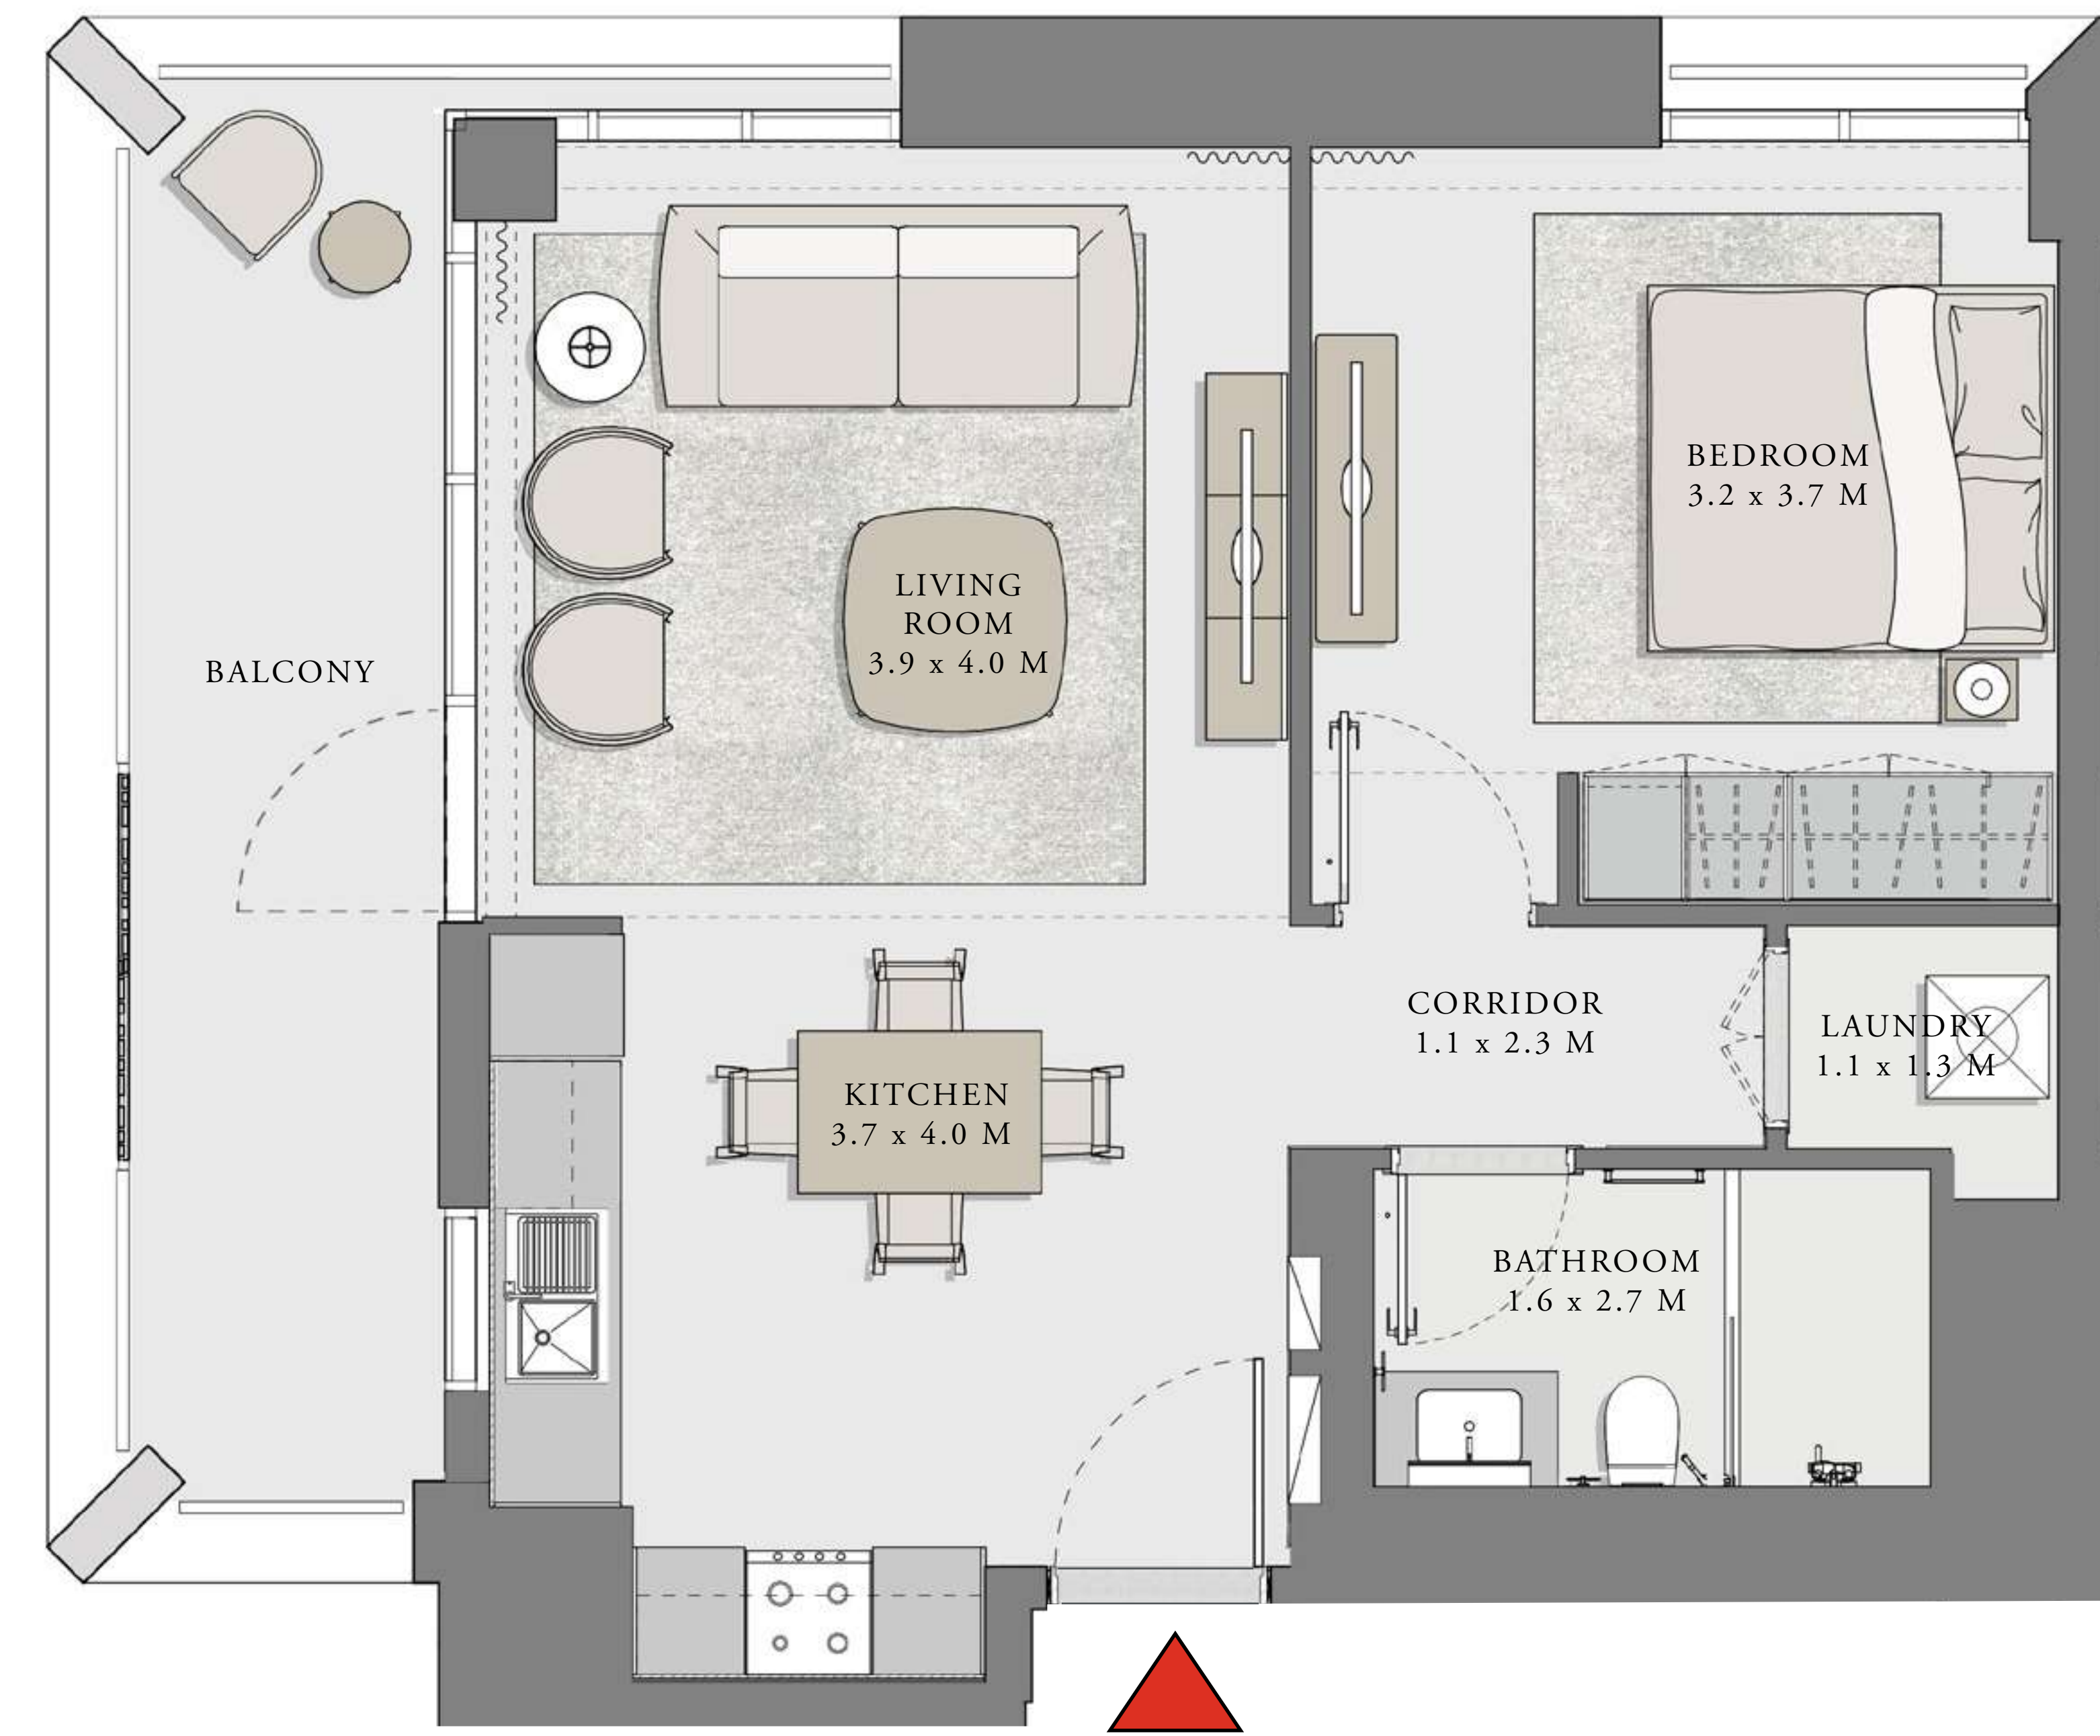 BEDROOM
3.2 x 3.7 M
LIVING
ROOM
3.9 x 4.0 M
BALCONY
CORRIDOR
1.1 x 2.3 M
LAUNDRY
1.1 x 1.3 M
KITCHEN
3.7 x 4.0 M
BATHROOM
1.6 x 2.7 M